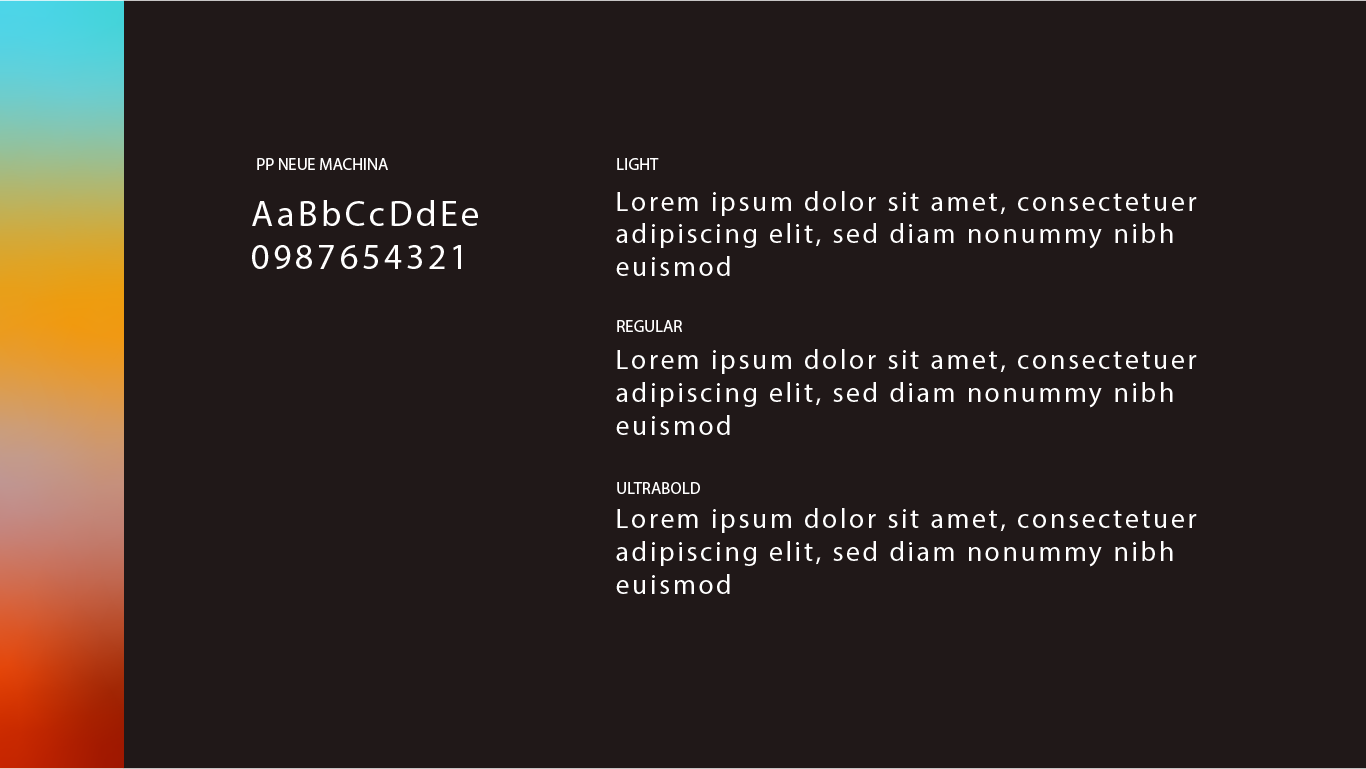 PP NEUE MACHINA
AaBbCcDdEe
0987654321
LIGHT
Lorem ipsum dolor sit amet, consectetuer
adipiscing elit, sed diam nonummy nibh
euismod
REGULAR
Lorem ipsum dolor sit amet, consectetuer
adipiscing elit, sed diam nonummy nibh
euismod
ULTRABOLD
Lorem ipsum dolor sit amet, consectetuer
adipiscing elit, sed diam nonummy nibh
euismod